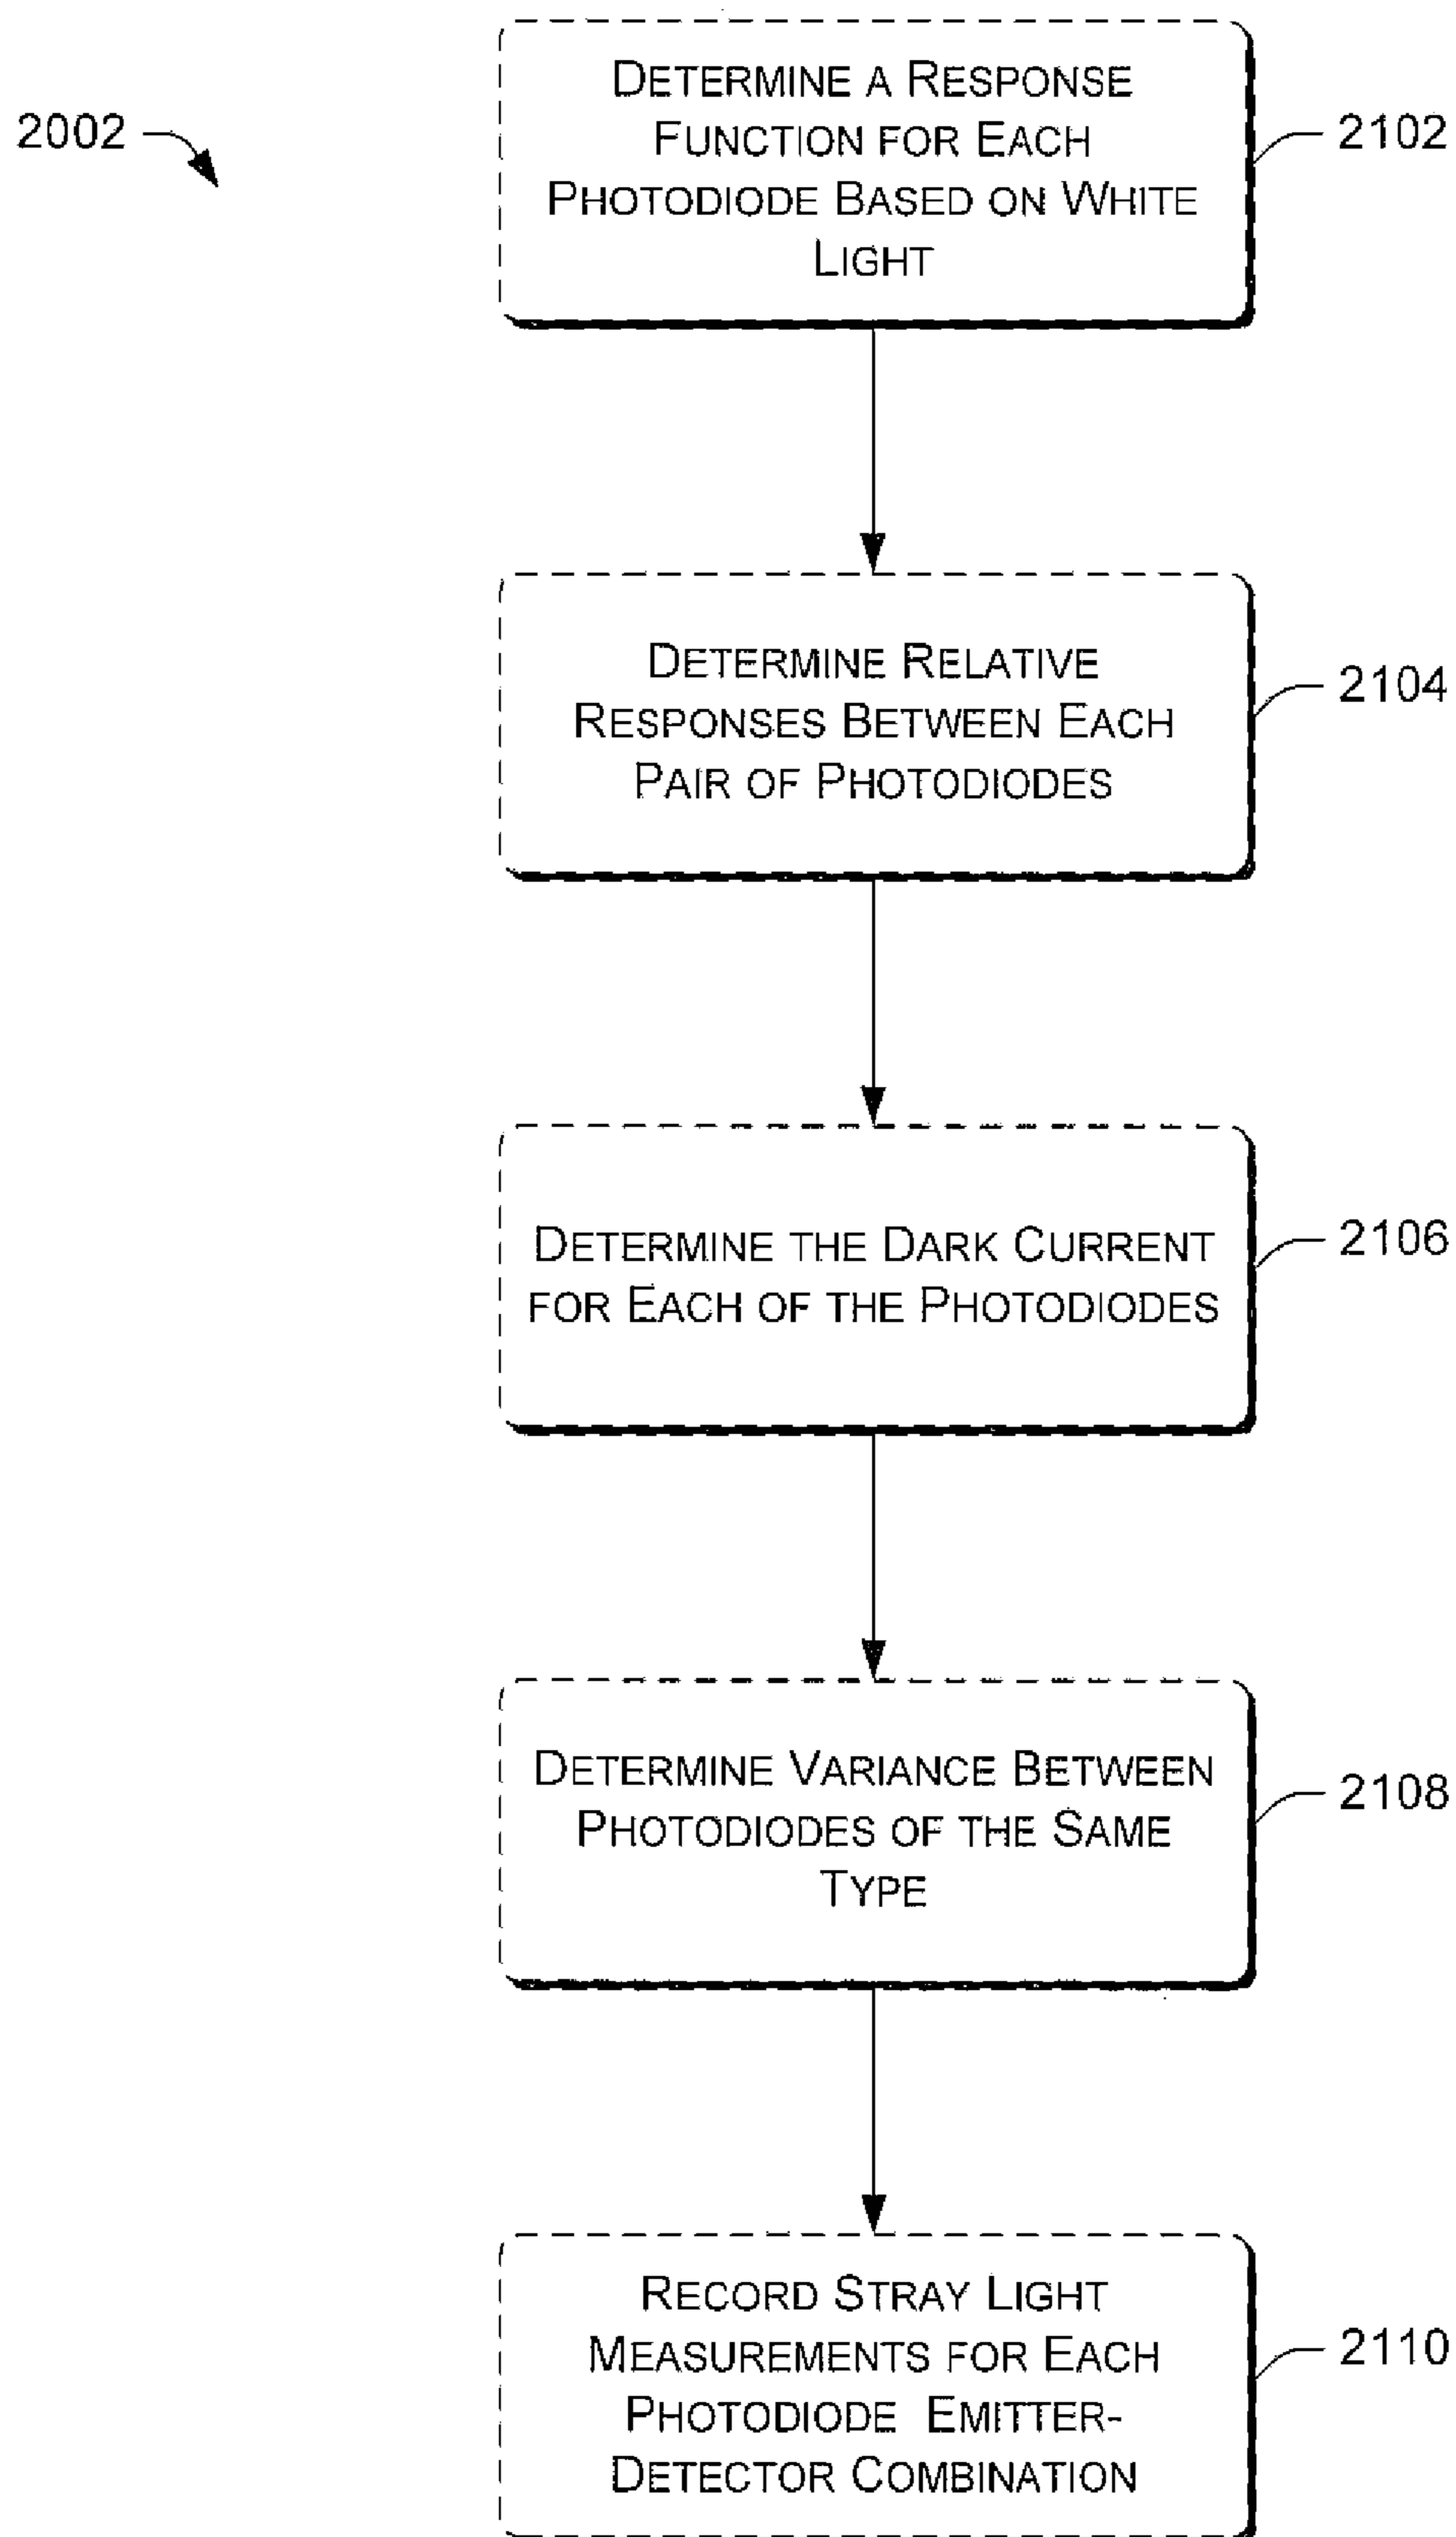 2002
DETERMINE A RESPONSE
FUNCTION FOR EACH
PHOTODIODE BASED ON WHITE
LIGHT
2102
DETERMINE RELATIVE
RESPONSES BETWEEN EACH
PAIR OF PHOTODIODES
2104
DETERMINE THE DARK CURRENT
FOR EACH OF THE PHOTODIODES
2106
DETERMINE VARIANCE BETWEEN
PHOTODIODES OF THE SAME
TYPE
2108
RECORD STRAY LIGHT
MEASUREMENTS FOR EACH
PHOTODIODE EMITTER-
DETECTOR COMBINATION
2110